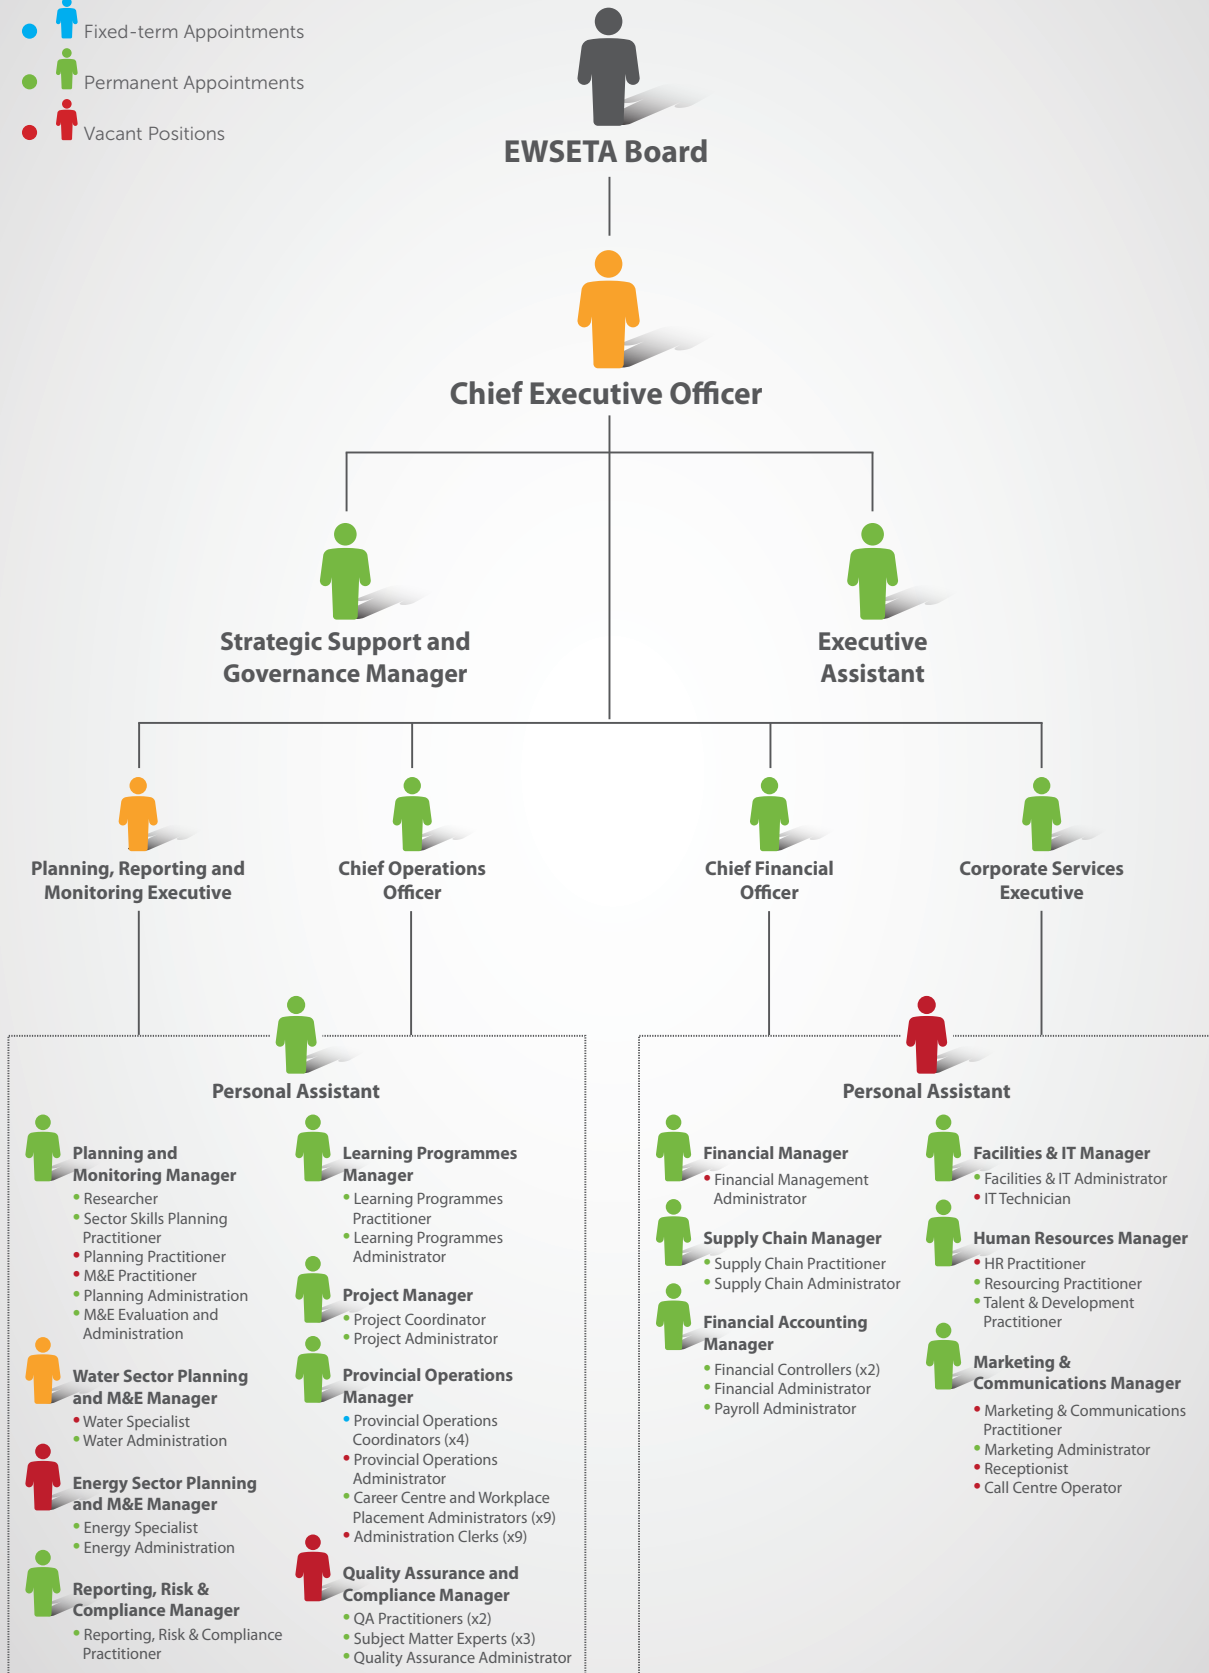 Fixed-term Appointments
Permanent Appointments
Vacant Positions
EWSETA Board
Chief Executive Officer
Strategic Support and
Governance Manager
Executive
Assistant
Planning, Reporting and
Monitoring Executive
Chief Operations
Officer
Chief Financial
Officer
Corporate Services
Executive
Personal Assistant
Planning and
Monitoring Manager
• Researcher
• Sector Skills Planning
Practitioner
• Planning Practitioner
• M&E Practitioner
• Planning Administration
• M&E Evaluation and
Administration
Water Sector Planning
and M&E Manager
• Water Specialist
• Water Administration
Energy Sector Planning
and M&E Manager
• Energy Specialist
• Energy Administration
Reporting, Risk &
Compliance Manager
• Reporting, Risk & Compliance
Practitioner
Learning Programmes
Manager
• Learning Programmes
Practitioner
• Learning Programmes
Administrator
Project Manager
• Project Coordinator
• Project Administrator
Provincial Operations
Manager
• Provincial Operations
Coordinators (x4)
• Provincial Operations
Administrator
• Career Centre and Workplace
Placement Administrators (x9)
• Administration Clerks (x9)
Quality Assurance and
Compliance Manager
• QA Practitioners (x2)
• Subject Matter Experts (x3)
• Quality Assurance Administrator
Personal Assistant
Financial Manager
• Financial Management
Administrator
Supply Chain Manager
• Supply Chain Practitioner
• Supply Chain Administrator
Financial Accounting
Manager
• Financial Controllers (x2)
• Financial Administrator
• Payroll Administrator
Facilities & IT Manager
• Facilities & IT Administrator
• IT Technician
Human Resources Manager
• HR Practitioner
• Resourcing Practitioner
• Talent & Development
Practitioner
Marketing &
Communications Manager
• Marketing & Communications
Practitioner
• Marketing Administrator
• Receptionist
• Call Centre Operator